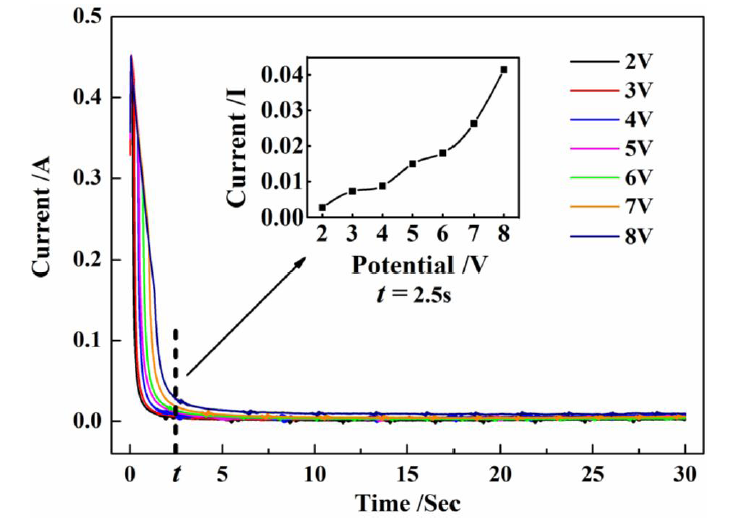 0.5
0.4
0.3
0.2
0.1
0.0
Current /A
0 t 5 10 15 20 25 30
Time /Sec
0.04
0.03
0.02
0.01
0.00
Current /I
2 3 4 5 6 7 8
Potential /V
t = 2.5s
2V
3V
4V
5V
6V
7V
8V